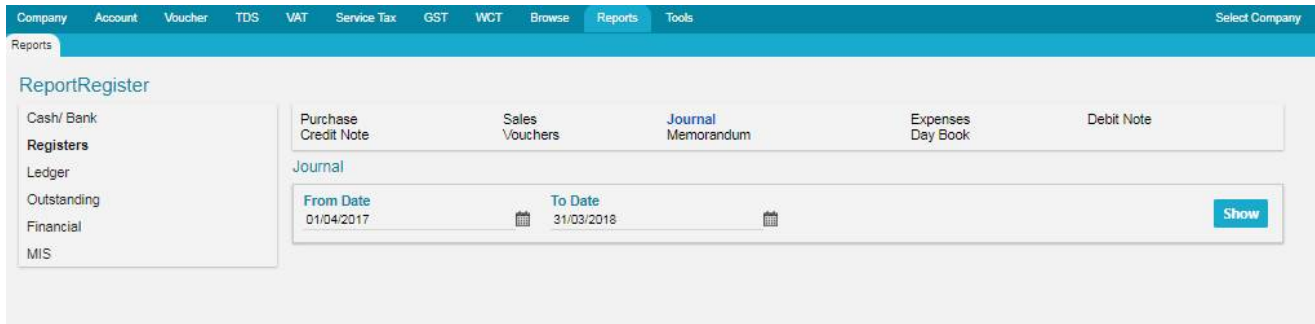 Company Account Voucher TDS VAT Service Tax GST WCT Browse Reports Tools Select Company
Reports
ReportRegister
Cash/ Bank
Registers
Ledger
Outstanding
Financial
MIS
Purchase Sales Journal Expenses Debit Note
Credit Note Vouchers Memorandum Day Book
Journal
From Date To Date
01/04/2017 31/03/2018
Show